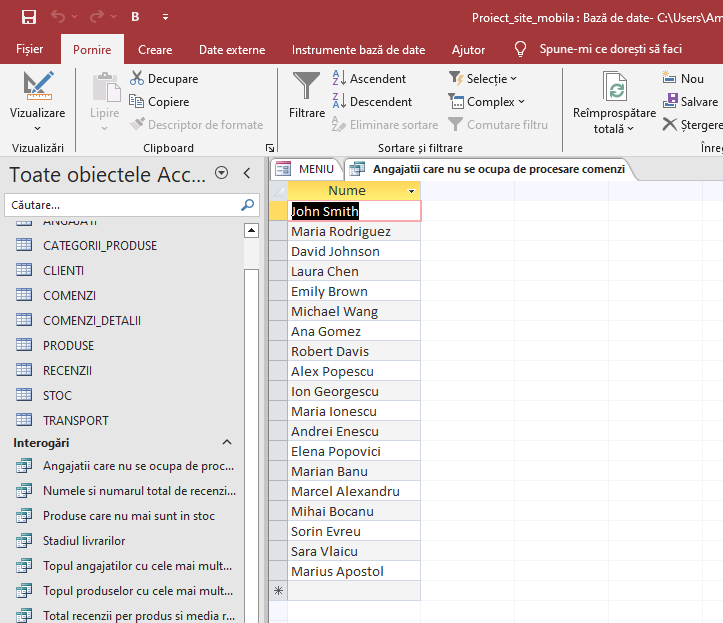 B
Proiect_site_mobila : Bază de date- C:\Users\Am
Fișier Pornire Creare Date externe Instrumente bază de date Ajutor Spune-mi ce dorești să faci
Vizualizare
Vizualizări
Lipire
Decupare
Copiere
Descriptor de formate
Clipboard
Filtrare
Ascendent
Descendent
Eliminare sortare
Selecție
Complex
Comutare filtru
Sortare și filtrare
Reîmprospătare
totală
Nou
Salvare
Ștergere
Înreg
Toate obiectele Acc...
Căutare...
ANGAJATI
CATEGORII_PRODUSE
CLIENTI
COMENZI
COMENZI_DETALII
PRODUSE
RECENZII
STOC
TRANSPORT
Interogări
Angajatii care nu se ocupa de proc...
Numele si numarul total de recenzi...
Produse care nu mai sunt in stoc
Stadiul livrarilor
Topul angajatilor cu cele mai mult...
Topul produselor cu cele mai mult...
Total recenzii per produs si media r...
MENIU
Angajatii care nu se ocupa de procesare comenzi
Nume
John Smith
Maria Rodriguez
David Johnson
Laura Chen
Emily Brown
Michael Wang
Ana Gomez
Robert Davis
Alex Popescu
Ion Georgescu
Maria Ionescu
Andrei Enescu
Elena Popovici
Marian Banu
Marcel Alexandru
Mihai Bocanu
Sorin Evreu
Sara Vlaicu
Marius Apostol